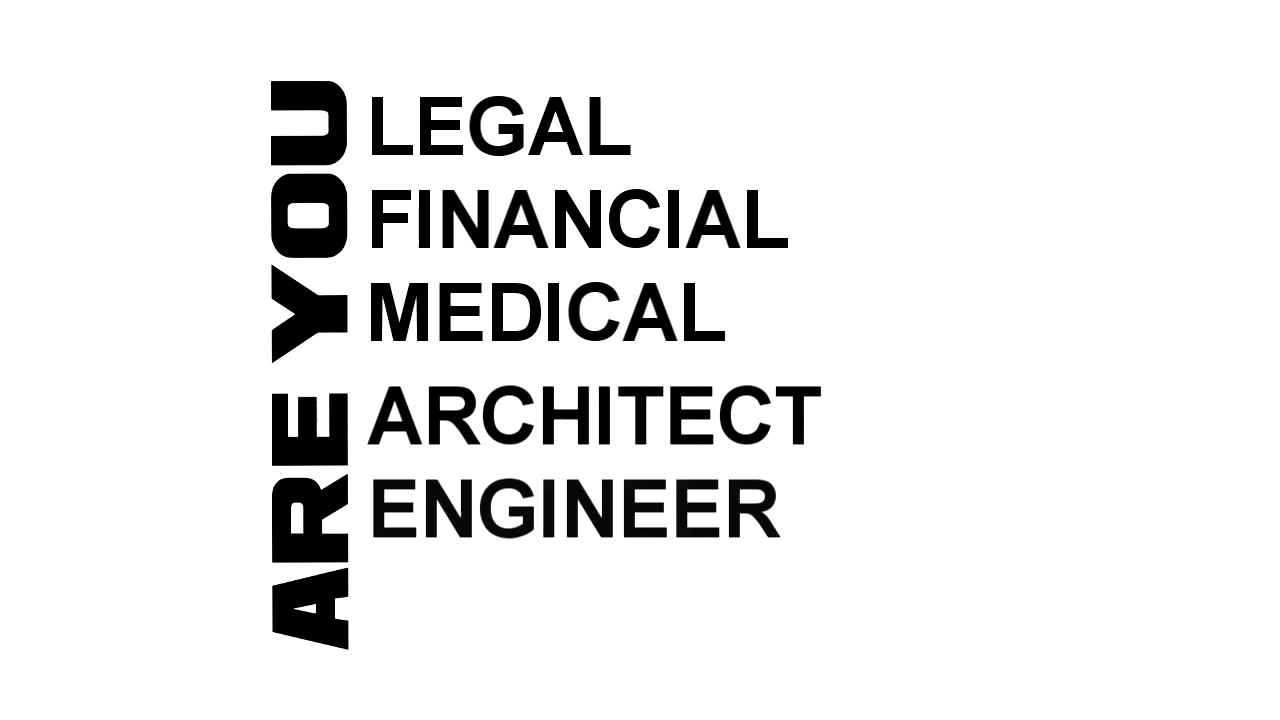 ARE YOU
LEGAL
FINANCIAL
MEDICAL
ARCHITECT
ENGINEER